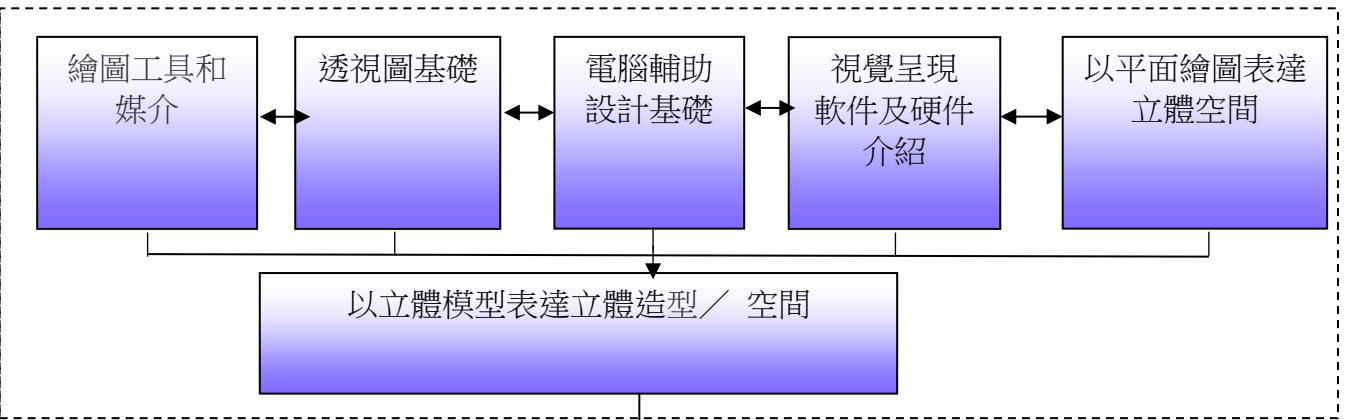 繪圖工具和
媒介
透視圖基礎
電腦輔助
設計基礎
視覺呈現
軟件及硬件
介紹
以平面繪圖表達
立體空間
以立體模型表達立體造型／ 空間